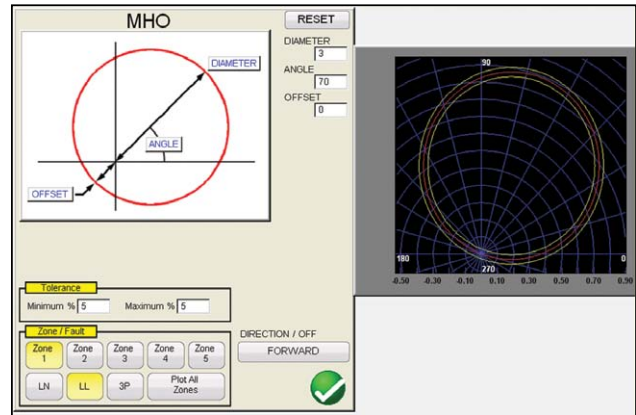 MHO
RESET
DIAMETER
3
ANGLE
70
OFFSET
0
DIAMETER
ANGLE
OFFSET
Tolerance
Minimum % 5 Maximum % 5
Zone / Fault
Zone 1 Zone 2 Zone 3 Zone 4 Zone 5
LN LL 3P Plot All Zones
DIRECTION / OFF
FORWARD
90
180
270
0
-0.50 -0.30 -0.10 0.10 0.30 0.50 0.70 0.90